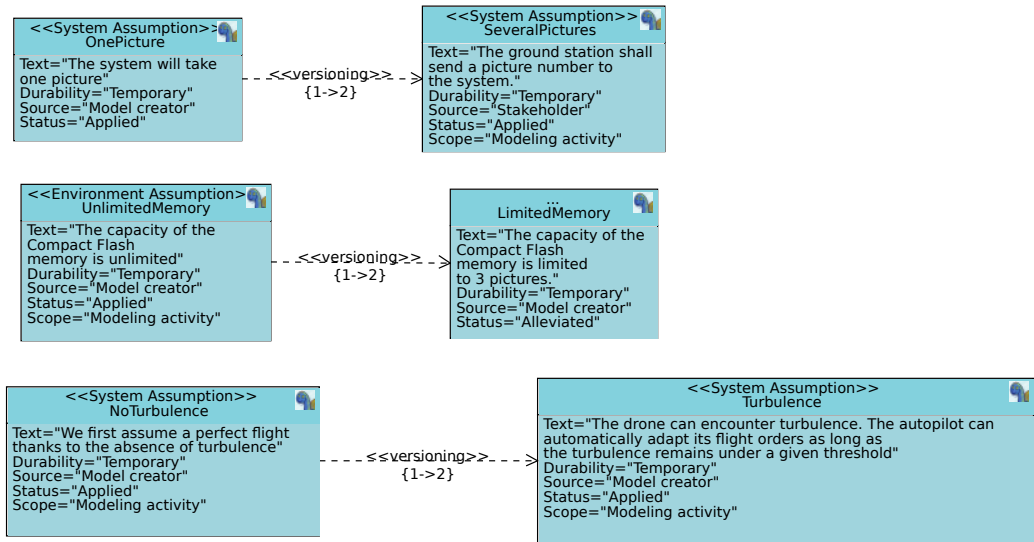 <<System Assumption>>
OnePicture
Text="The system will take
one picture"
Durability="Temporary"
Source="Model creator"
Status="Applied"
<<versioning>>
{1->2}
<<System Assumption>>
SeveralPictures
Text="The ground station shall
send a picture number to
the system."
Durability="Temporary"
Source="Stakeholder"
Status="Applied"
Scope="Modeling activity"
<<Environment Assumption>
UnlimitedMemory
Text="The capacity of the
Compact Flash
memory is unlimited"
Durability="Temporary"
Source="Model creator"
Status="Applied"
Scope="Modeling activity"
<<versioning>>
{1->2}
...
LimitedMemory
Text="The capacity of the
Compact Flash
memory is limited
to 3 pictures."
Durability="Temporary"
Source="Model creator"
Status="Alleviated"
<<System Assumption>>
NoTurbulence
Text="We first assume a perfect flight
thanks to the absence of turbulence"
Durability="Temporary"
Source="Model creator"
Status="Applied"
Scope="Modeling activity"
<<versioning>>
{1->2}
<<System Assumption>>
Turbulence
Text="The drone can encounter turbulence. The autopilot can
automatically adapt its flight orders as long as
the turbulence remains under a given threshold"
Durability="Temporary"
Source="Model creator"
Status="Applied"
Scope="Modeling activity"